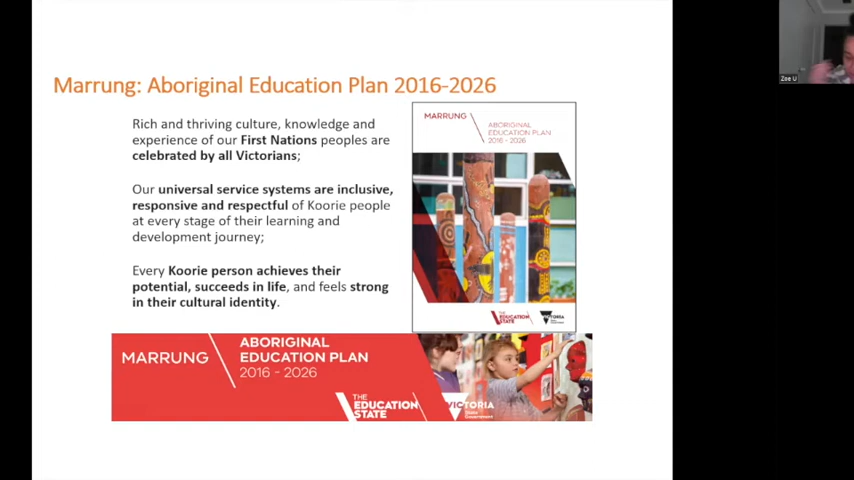 Marrung: Aboriginal Education Plan 2016-2026
Rich and thriving culture, knowledge and
experience of our First Nations peoples are
celebrated by all Victorians;
Our universal service systems are inclusive,
responsive and respectful of Koorie people
at every stage of their learning and
development journey;
Every Koorie person achieves their
potential, succeeds in life, and feels strong
in their cultural identity.
MARRUNG
ABORIGINAL
EDUCATION PLAN
2016 - 2026
THE
EDUCATION
STATE
VICTORIA
State
Government
MARRUNG
ABORIGINAL
EDUCATION PLAN
2016 - 2026
THE
EDUCATION
STATE
VICTORIA
State
Government
Zoe U